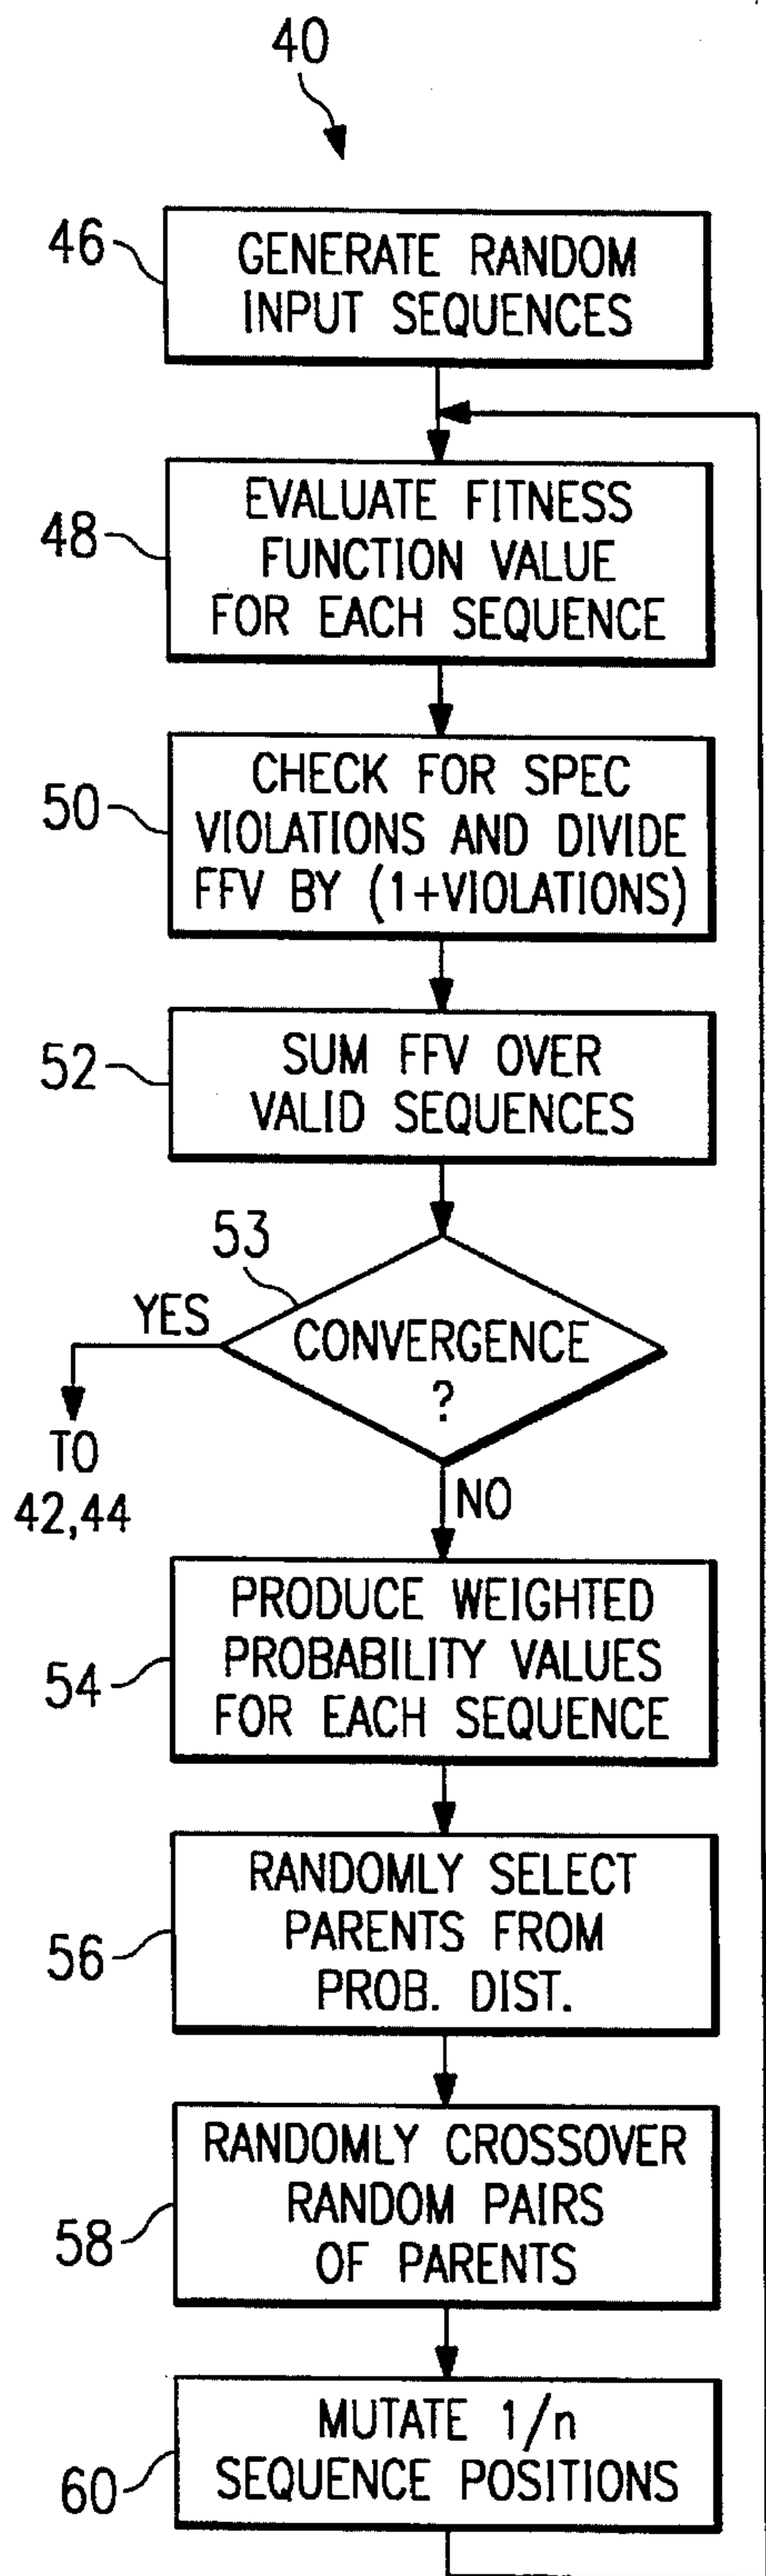 40
46
GENERATE RANDOM
INPUT SEQUENCES
48
EVALUATE FITNESS
FUNCTION VALUE
FOR EACH SEQUENCE
50
CHECK FOR SPEC
VIOLATIONS AND DIVIDE
FFV BY (1+VIOLATIONS)
52
SUM FFV OVER
VALID SEQUENCES
53
YES
CONVERGENCE
?
TO
42,44
NO
54
PRODUCE WEIGHTED
PROBABILITY VALUES
FOR EACH SEQUENCE
56
RANDOMLY SELECT
PARENTS FROM
PROB. DIST.
58
RANDOMLY CROSSOVER
RANDOM PAIRS
OF PARENTS
60
MUTATE 1/n
SEQUENCE POSITIONS